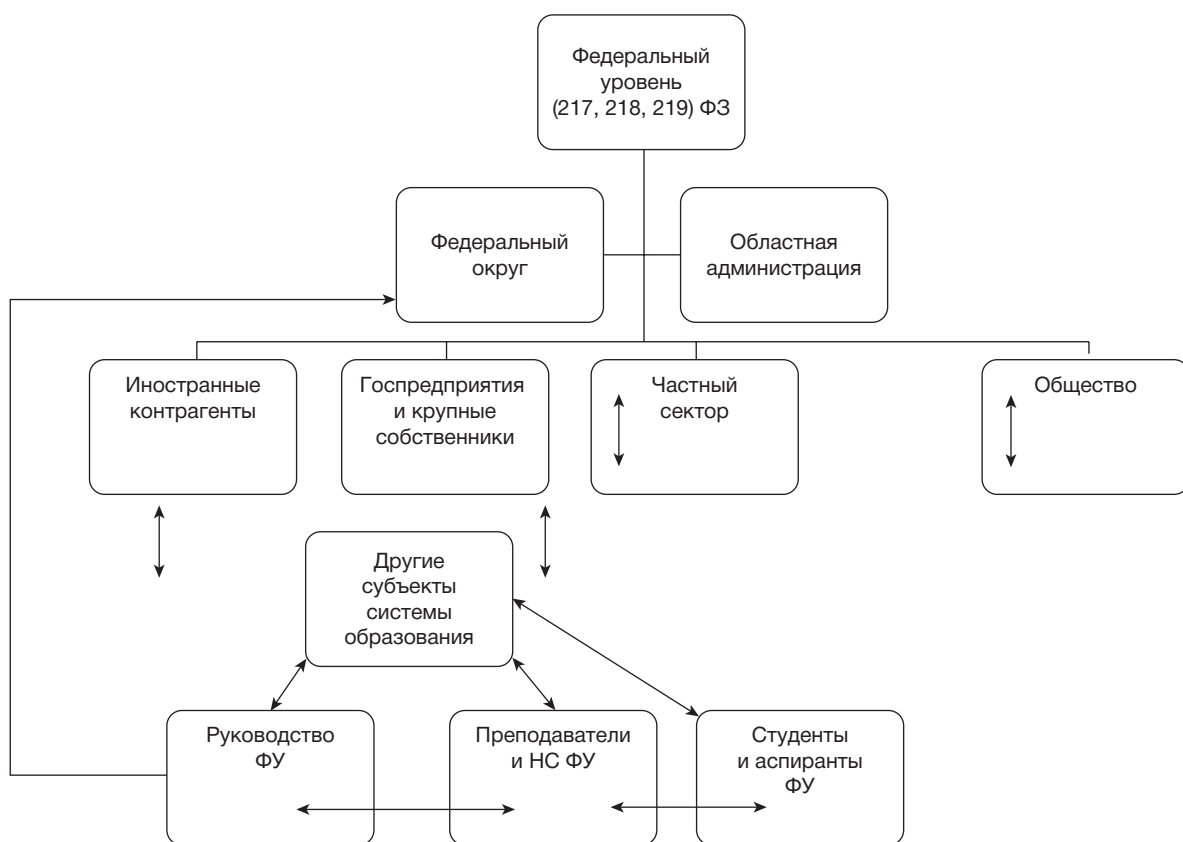 Федеральный
уровень
(217, 218, 219) ФЗ
Федеральный
округ
Областная
администрация
Иностранные
контрагенты
Госпредприятия
и крупные
собственники
Частный
сектор
Общество
Другие
субъекты
системы
образования
Руководство
ФУ
Преподаватели
и НС ФУ
Студенты
и аспиранты
ФУ